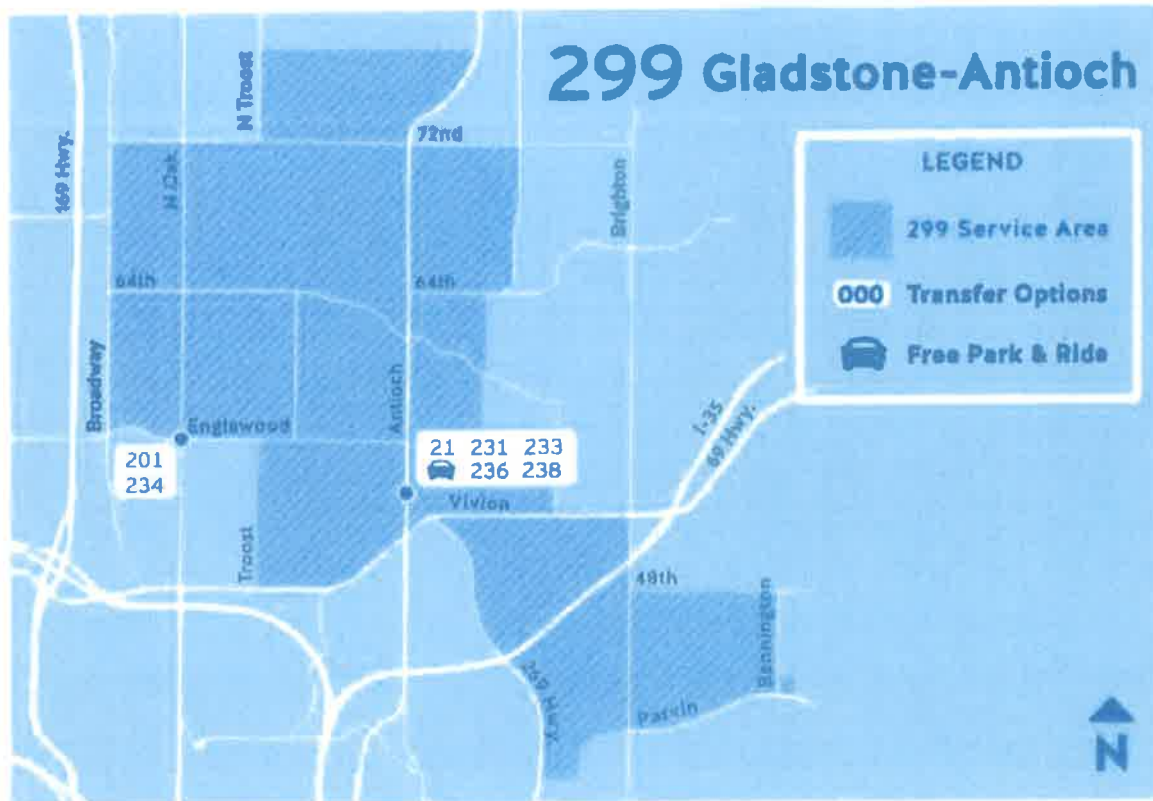 299 Gladstone-Antioch
N Troost
169 Hwy.
N Oak
72nd
Brighton
LEGEND
299 Service Area
000 Transfer Options
Free Park & Ride
64th
64th
Broadway
Antioch
Englewood
I-35
69 Hwy.
201
234
21 231 233
236 238
Vivion
Troost
48th
Bennington
269 Hwy.
Parvin
N